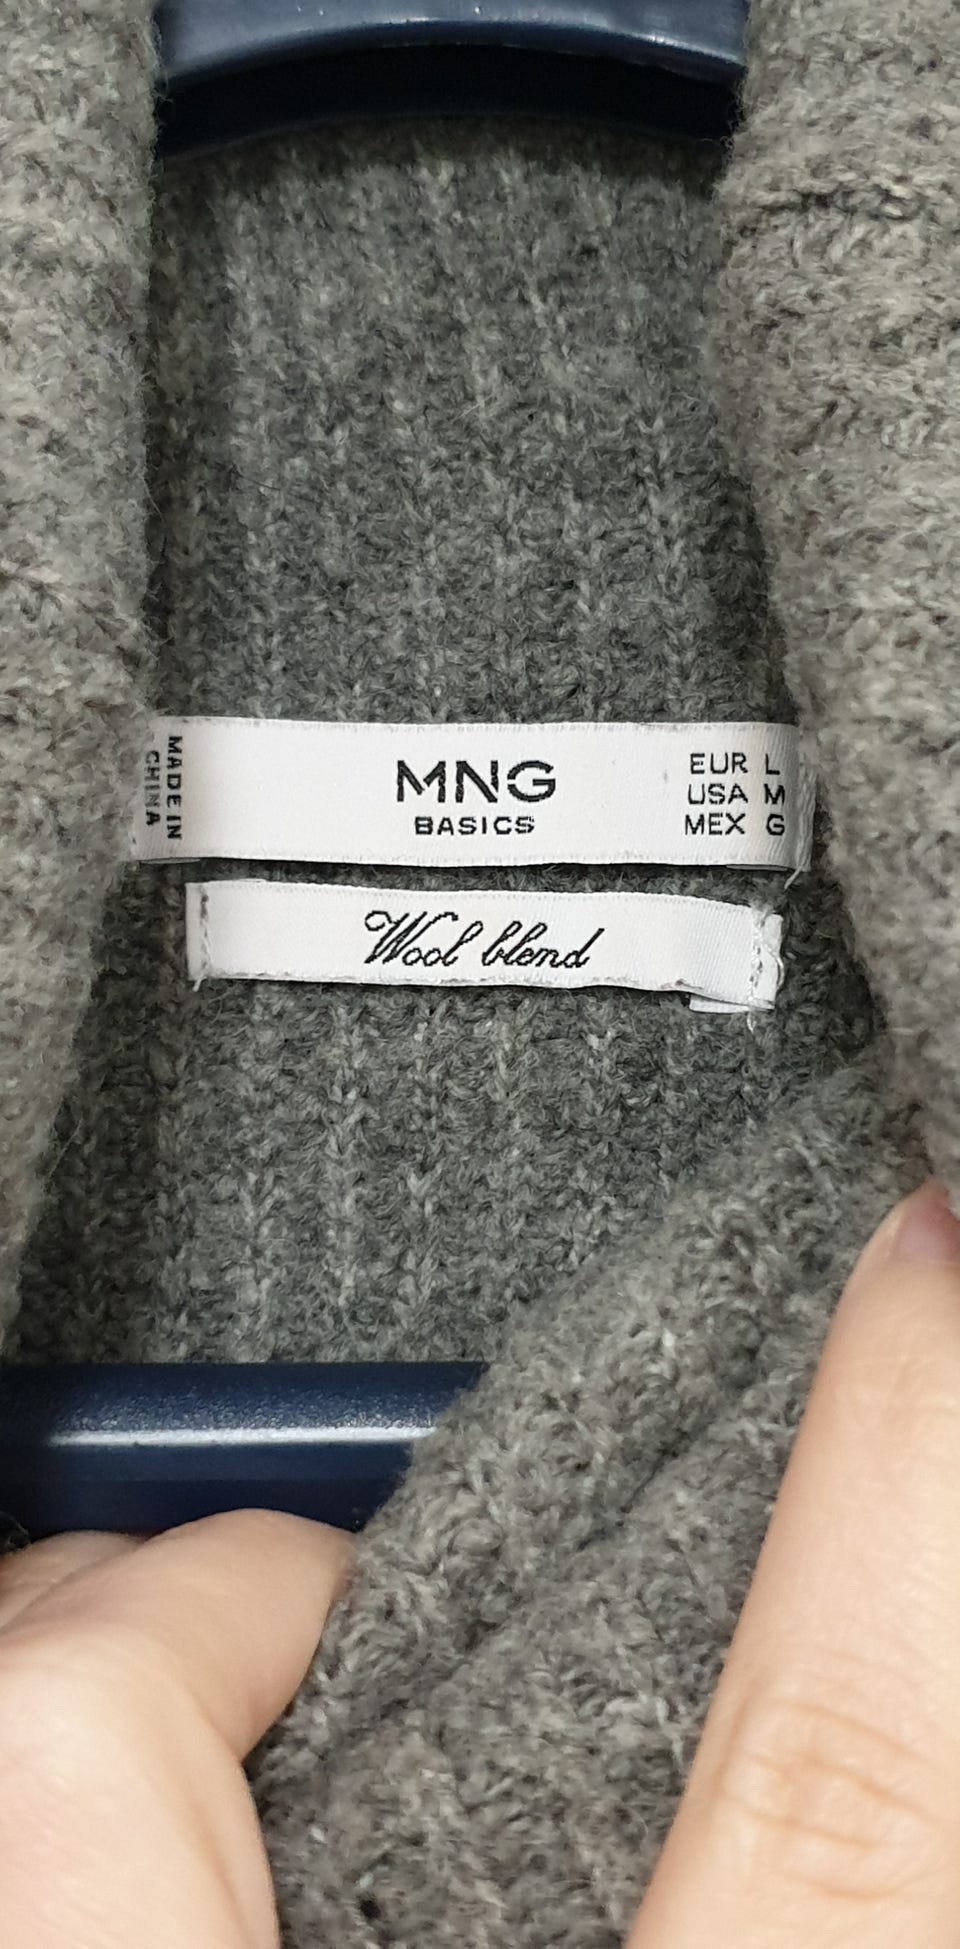 MADE IN
CHINA
MNG
BASICS
EUR L
USA M
MEX G
Wool blend